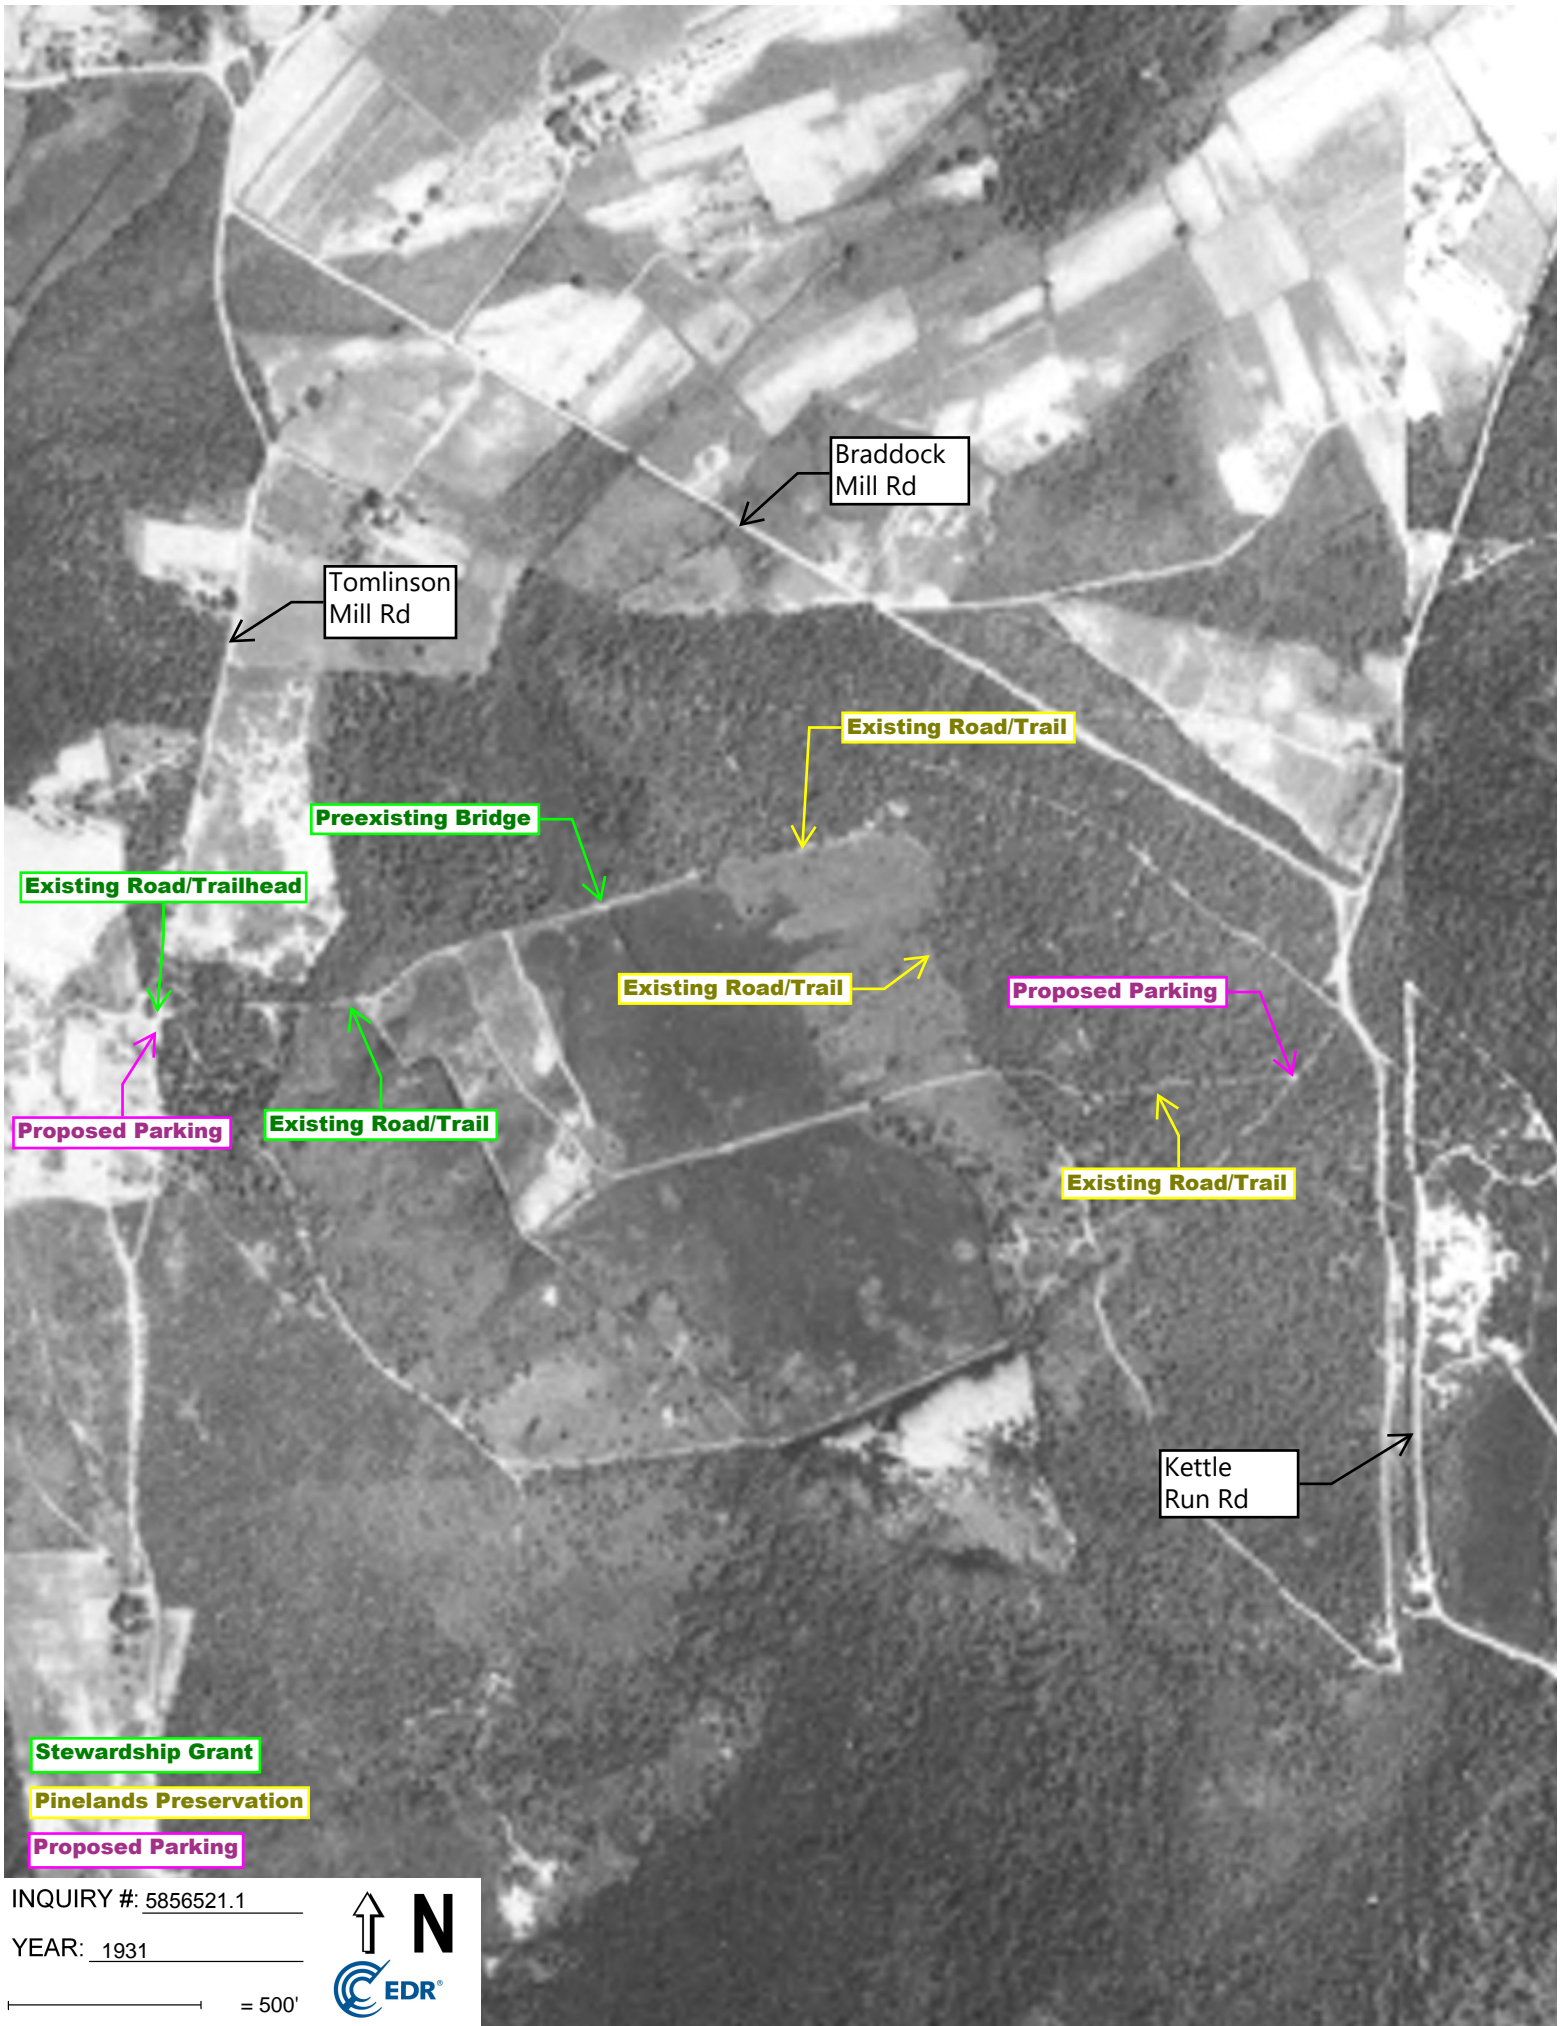 Braddock
Mill Rd
Tomlinson
Mill Rd
Existing Road/Trail
Preexisting Bridge
Existing Road/Trailhead
Existing Road/Trail
Proposed Parking
Proposed Parking
Existing Road/Trail
Existing Road/Trail
Kettle
Run Rd
Stewardship Grant
Pinelands Preservation
Proposed Parking
INQUIRY #: 5856521.1
YEAR: 1931
= 500'
N
EDR®